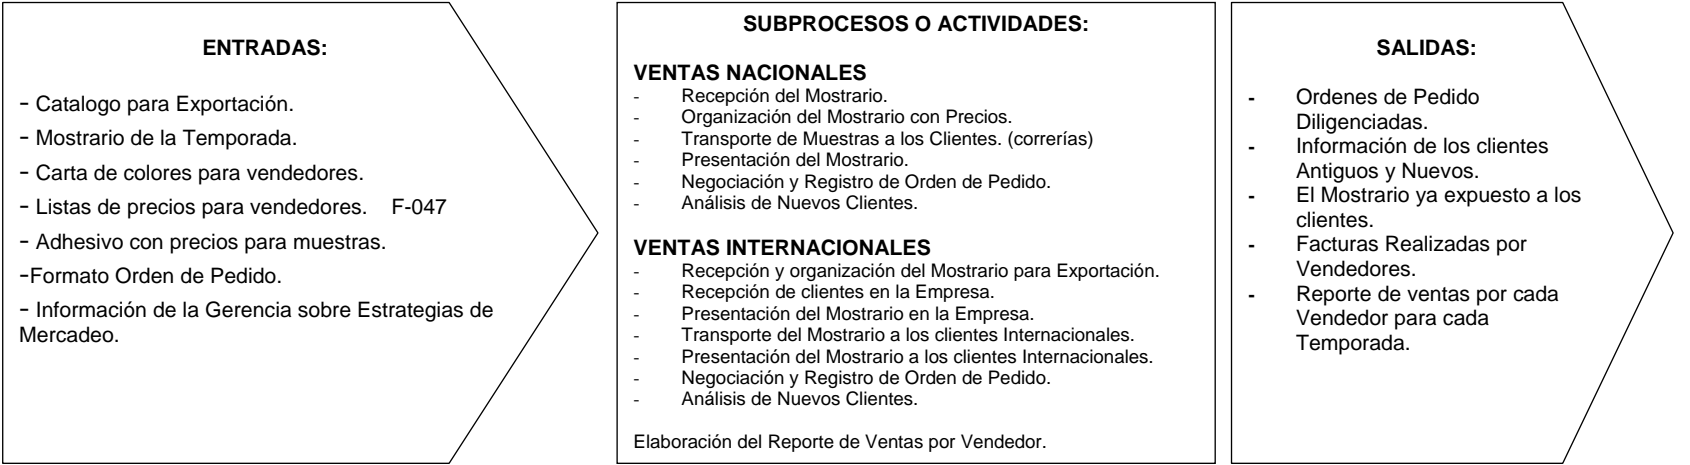 ENTRADAS:
- Catalogo para Exportación.
- Mostrario de la Temporada.
- Carta de colores para vendedores.
- Listas de precios para vendedores. F-047
- Adhesivo con precios para muestras.
-Formato Orden de Pedido.
- Información de la Gerencia sobre Estrategias de
Mercadeo.
SUBPROCESOS O ACTIVIDADES:
VENTAS NACIONALES
- Recepción del Mostrario.
- Organización del Mostrario con Precios.
- Transporte de Muestras a los Clientes. (correrías)
- Presentación del Mostrario.
- Negociación y Registro de Orden de Pedido.
- Análisis de Nuevos Clientes.
VENTAS INTERNACIONALES
- Recepción y organización del Mostrario para Exportación.
- Recepción de clientes en la Empresa.
- Presentación del Mostrario en la Empresa.
- Transporte del Mostrario a los clientes Internacionales.
- Presentación del Mostrario a los clientes Internacionales.
- Negociación y Registro de Orden de Pedido.
- Análisis de Nuevos Clientes.
Elaboración del Reporte de Ventas por Vendedor.
SALIDAS:
- Ordenes de Pedido
Diligenciadas.
- Información de los clientes
Antiguos y Nuevos.
- El Mostrario ya expuesto a los
clientes.
- Facturas Realizadas por
Vendedores.
- Reporte de ventas por cada
Vendedor para cada
Temporada.